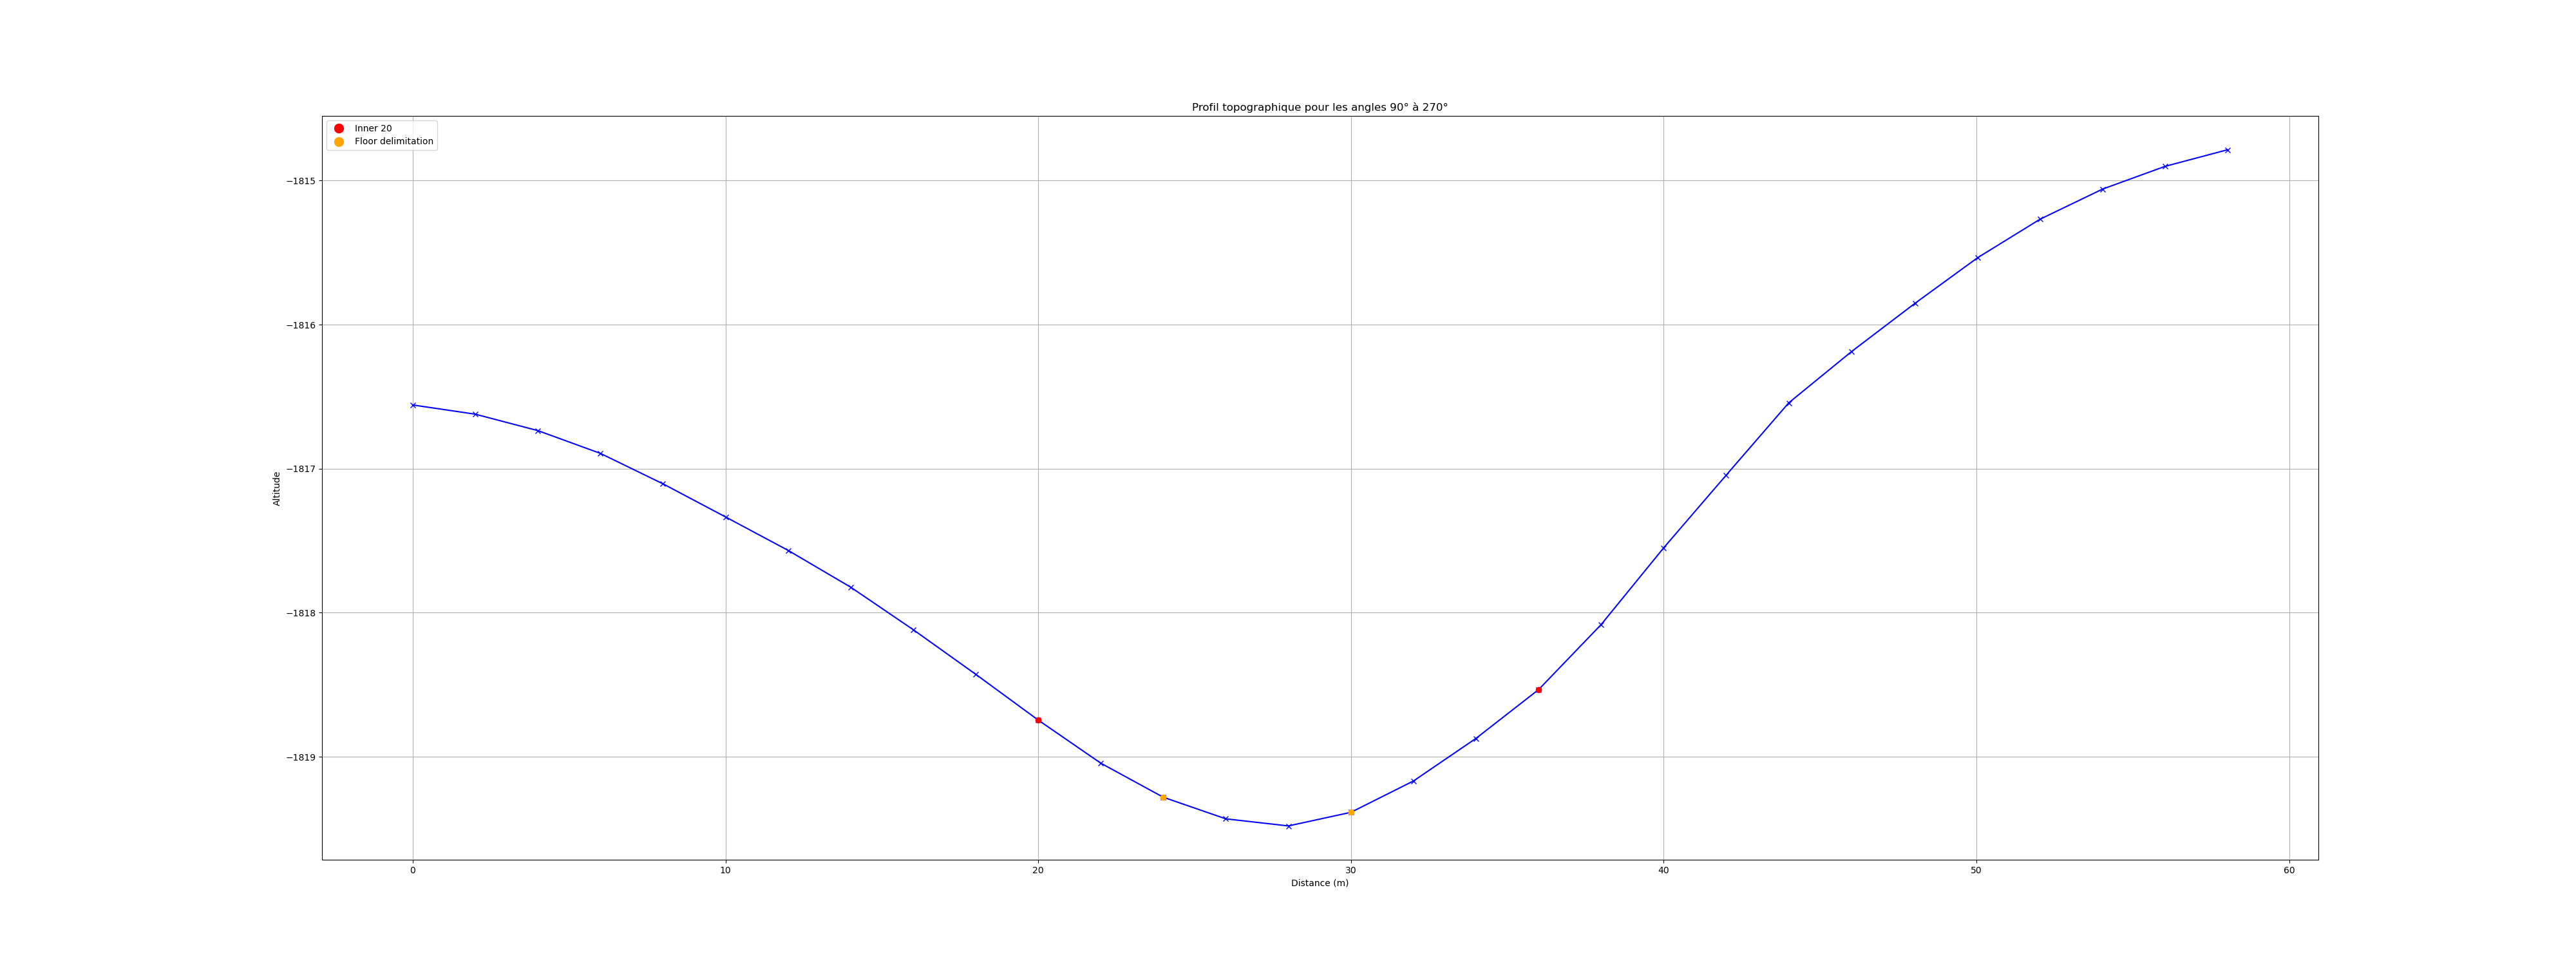 Profil topographique pour les angles 90° à 270°
Inner 20
Floor delimitation
−1815
−1816
−1817
−1818
−1819
Altitude
0 10 20 30 40 50 60
Distance (m)